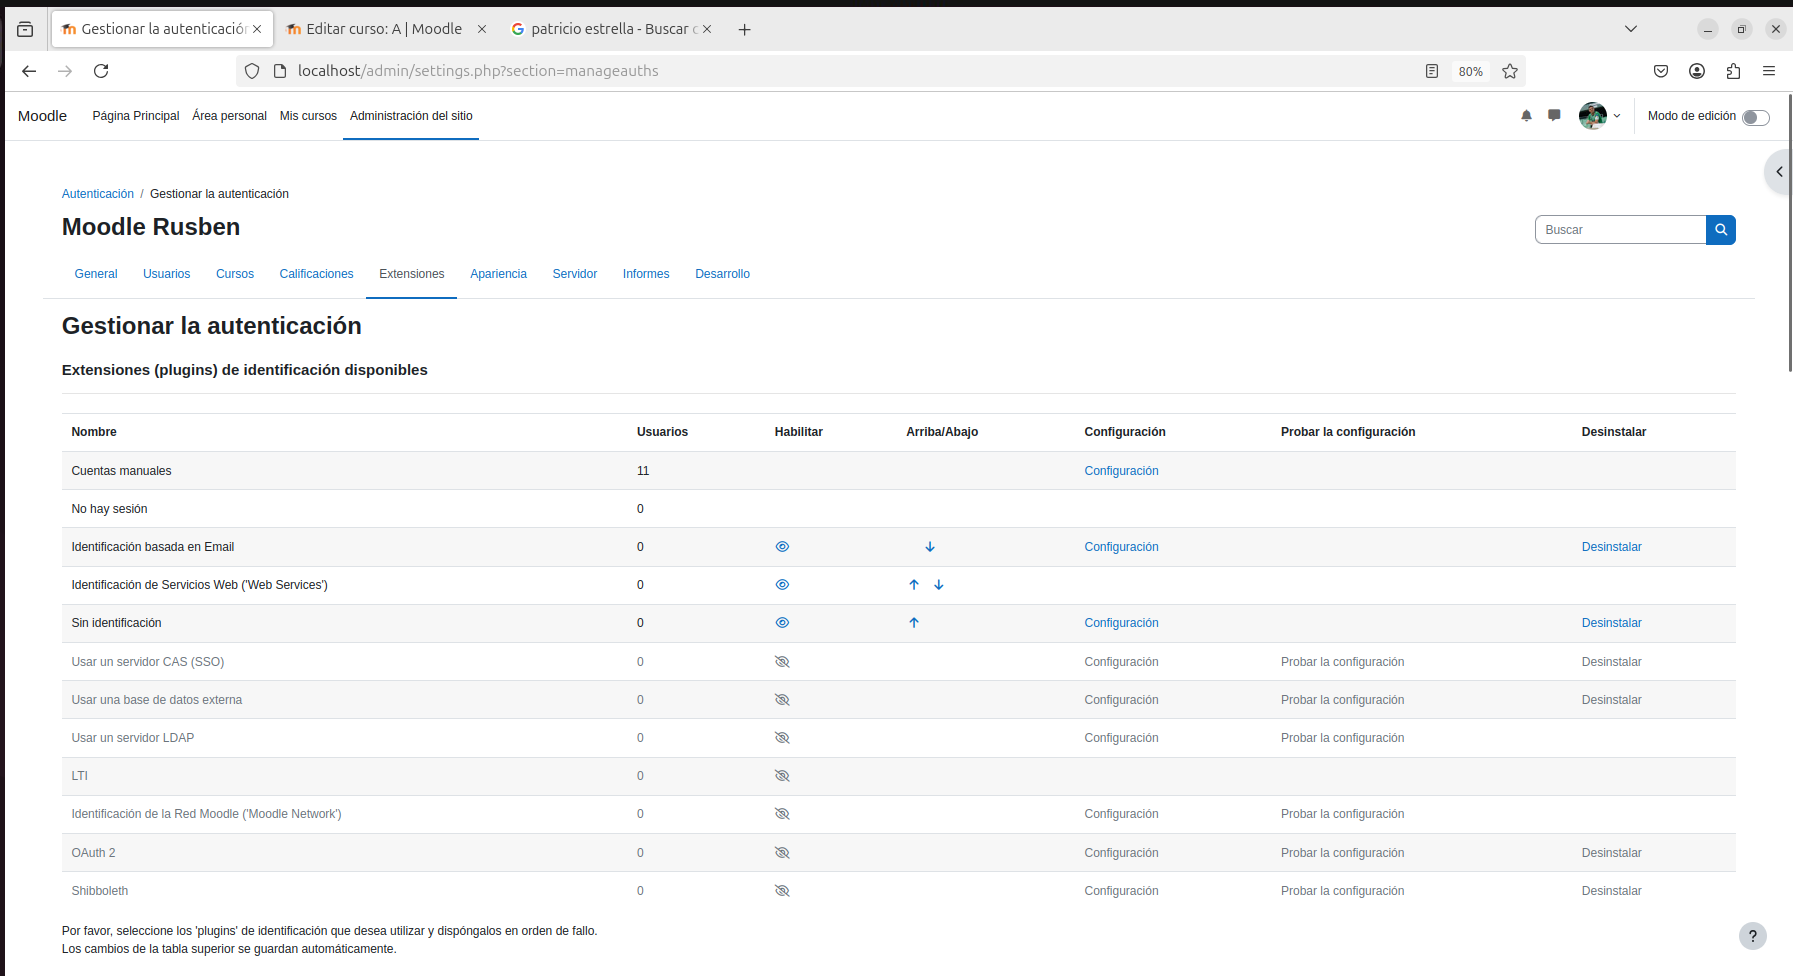 Gestionar la autenticación
Editar curso: A | Moodle
patricio estrella - Buscar c
localhost/admin/settings.php?section=manageauths
80%
Moodle
Página Principal
Área personal
Mis cursos
Administración del sitio
Modo de edición
Autenticación / Gestionar la autenticación
Moodle Rusben
Buscar
General
Usuarios
Cursos
Calificaciones
Extensiones
Apariencia
Servidor
Informes
Desarrollo
Gestionar la autenticación
Extensiones (plugins) de identificación disponibles
Nombre Usuarios Habilitar Arriba/Abajo Configuración Probar la configuración Desinstalar
Cuentas manuales 11 Configuración
No hay sesión 0
Identificación basada en Email 0 Configuración Desinstalar
Identificación de Servicios Web ('Web Services') 0
Sin identificación 0 Configuración Desinstalar
Usar un servidor CAS (SSO) 0 Configuración Probar la configuración Desinstalar
Usar una base de datos externa 0 Configuración Probar la configuración Desinstalar
Usar un servidor LDAP 0 Configuración Probar la configuración
LTI 0
Identificación de la Red Moodle ('Moodle Network') 0 Configuración Probar la configuración
OAuth 2 0 Configuración Probar la configuración Desinstalar
Shibboleth 0 Configuración Probar la configuración Desinstalar
Por favor, seleccione los 'plugins' de identificación que desea utilizar y dispóngalos en orden de fallo.
Los cambios de la tabla superior se guardan automáticamente.
?